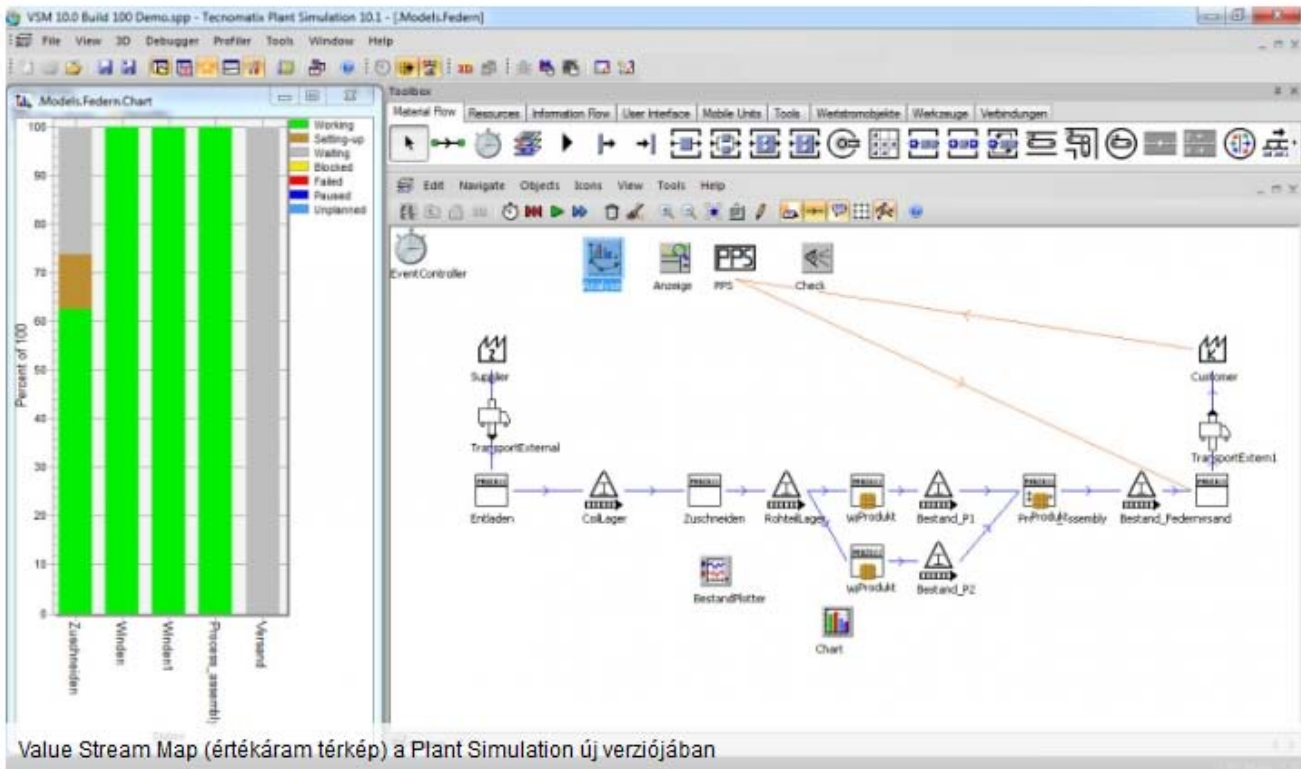 VSM 10.0 Build 100 Demo.spp - Tecnomatix Plant Simulation 10.1 - [.Models.Federn]
File View 3D Debugger Profiler Tools Window Help
.Models.Federn.Chart
Toolbox
Material Flow Resources Information Flow User Interface Mobile Units Tools Wertstromobjekte Werkzeuge Verbindungen
Edit Navigate Objects Icons View Tools Help
Percent of 100
100
90
80
70
60
50
40
30
20
10
0
Working
Setting-up
Waiting
Blocked
Failed
Paused
Unplanned
Zuschneiden
Winden
Winden1
Process_assembly
Versand
EventController
Analyse
Anzeige
PPS
PPS
Check
Z
Supplier
K
Customer
TransportExternal
TransportExtern1
Entladen
CoilLager
Zuschneiden
RohteilLager
Produkt
Bestand_P1
Produkt
Bestand_Federn
Produkt
Bestand_P2
BestandPlotter
Chart
Value Stream Map (értékáram térkép) a Plant Simulation új verziójában